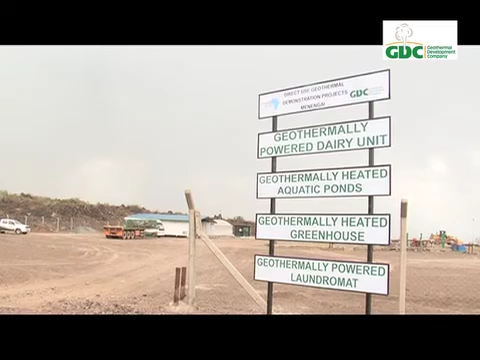 GDC Geothermal
Development
Company
DIRECT USE GEOTHERMAL
DEMONSTRATION PROJECTS
MENENGAI
GDC
GEOTHERMALLY
POWERED DAIRY UNIT
GEOTHERMALLY HEATED
AQUATIC PONDS
GEOTHERMALLY HEATED
GREENHOUSE
GEOTHERMALLY POWERED
LAUNDROMAT